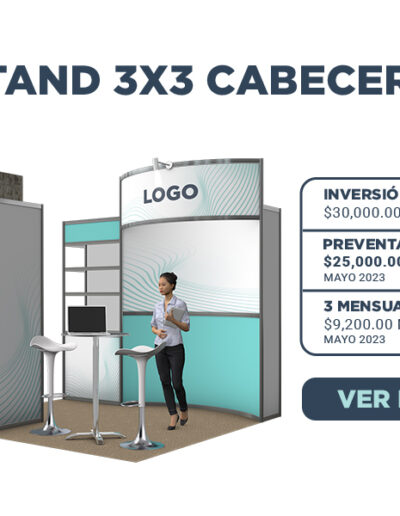 TAND 3X3 CABECER
LOGO
INVERSIÓ
$30,000.00
PREVENTA
$25,000.00
MAYO 2023
3 MENSUA
$9,200.00
MAYO 2023
VER